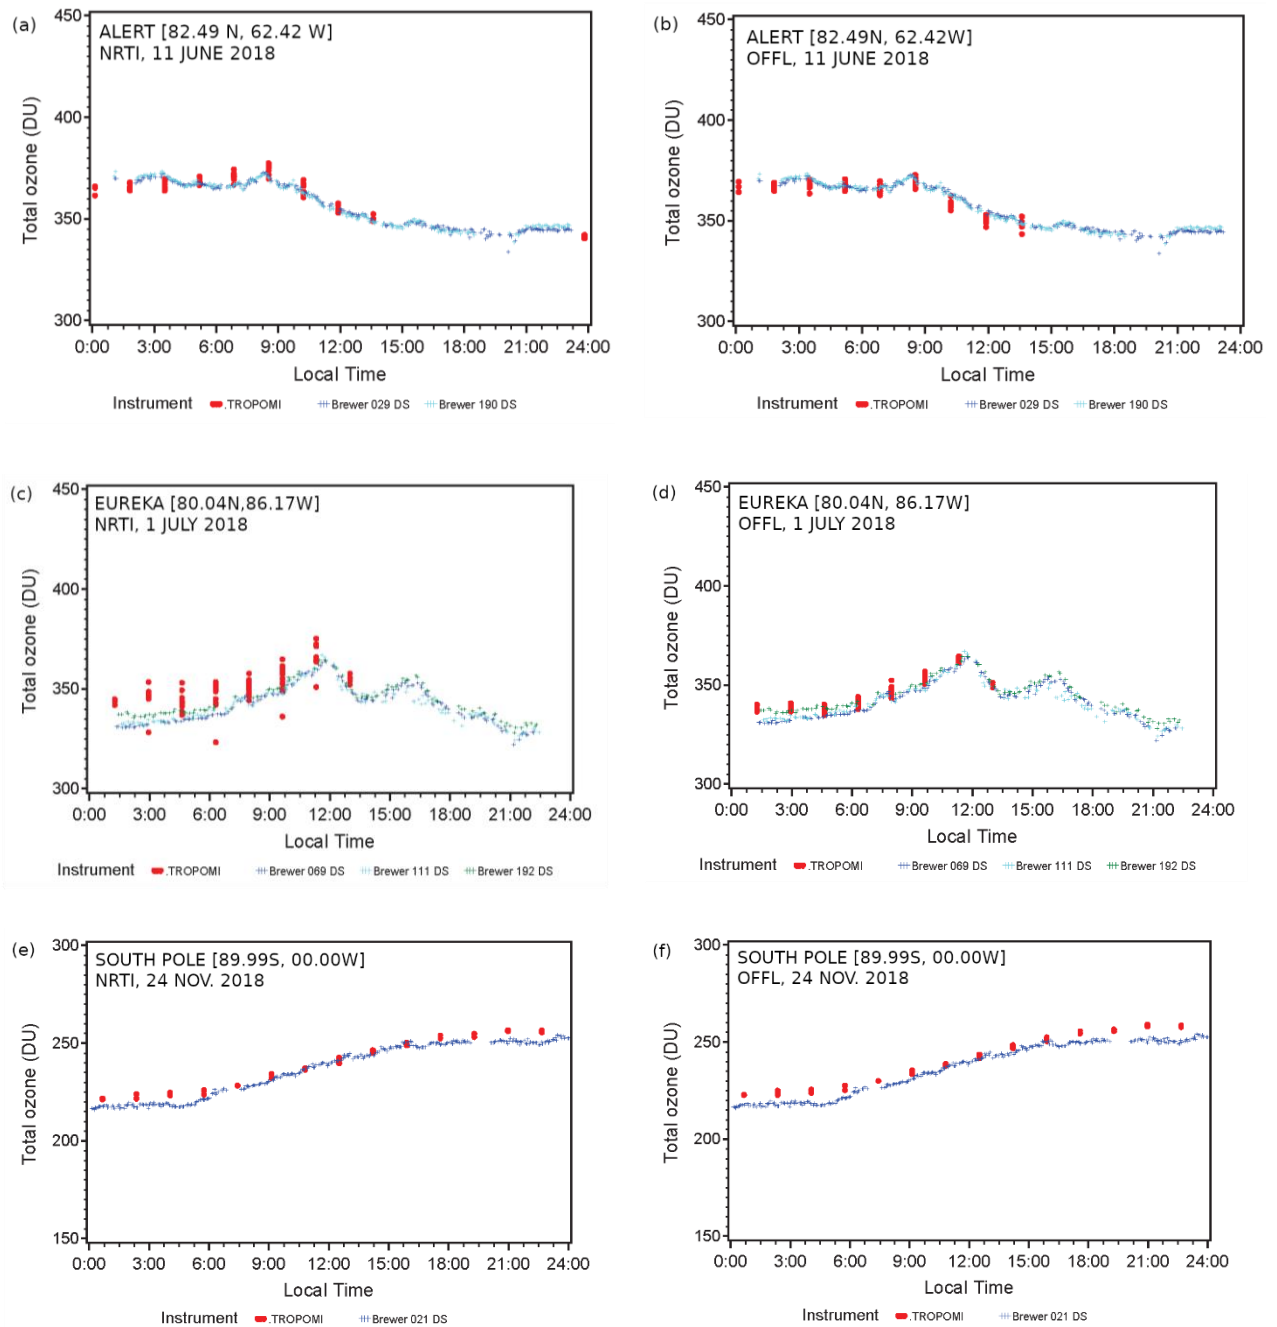 (a)
ALERT [82.49 N, 62.42 W]
NRTI, 11 JUNE 2018
Total ozone (DU)
450
400
350
300
0:00 3:00 6:00 9:00 12:00 15:00 18:00 21:00 24:00
Local Time
Instrument .TROPOMI Brewer 029 DS Brewer 190 DS
(b)
ALERT [82.49N, 62.42W]
OFFL, 11 JUNE 2018
Total ozone (DU)
450
400
350
300
0:00 3:00 6:00 9:00 12:00 15:00 18:00 21:00 24:00
Local Time
Instrument .TROPOMI Brewer 029 DS Brewer 190 DS
(c)
EUREKA [80.04N,86.17W]
NRTI, 1 JULY 2018
Total ozone (DU)
450
400
350
300
0:00 3:00 6:00 9:00 12:00 15:00 18:00 21:00 24:00
Local Time
Instrument .TROPOMI Brewer 069 DS Brewer 111 DS Brewer 192 DS
(d)
EUREKA [80.04N, 86.17W]
OFFL, 1 JULY 2018
Total ozone (DU)
450
400
350
300
0:00 3:00 6:00 9:00 12:00 15:00 18:00 21:00 24:00
Local Time
Instrument .TROPOMI Brewer 069 DS Brewer 111 DS Brewer 192 DS
(e)
SOUTH POLE [89.99S, 00.00W]
NRTI, 24 NOV. 2018
Total ozone (DU)
300
250
200
150
0:00 3:00 6:00 9:00 12:00 15:00 18:00 21:00 24:00
Local Time
Instrument .TROPOMI Brewer 021 DS
(f)
SOUTH POLE [89.99S, 00.00W]
OFFL, 24 NOV. 2018
Total ozone (DU)
300
250
200
150
0:00 3:00 6:00 9:00 12:00 15:00 18:00 21:00 24:00
Local Time
Instrument .TROPOMI Brewer 021 DS